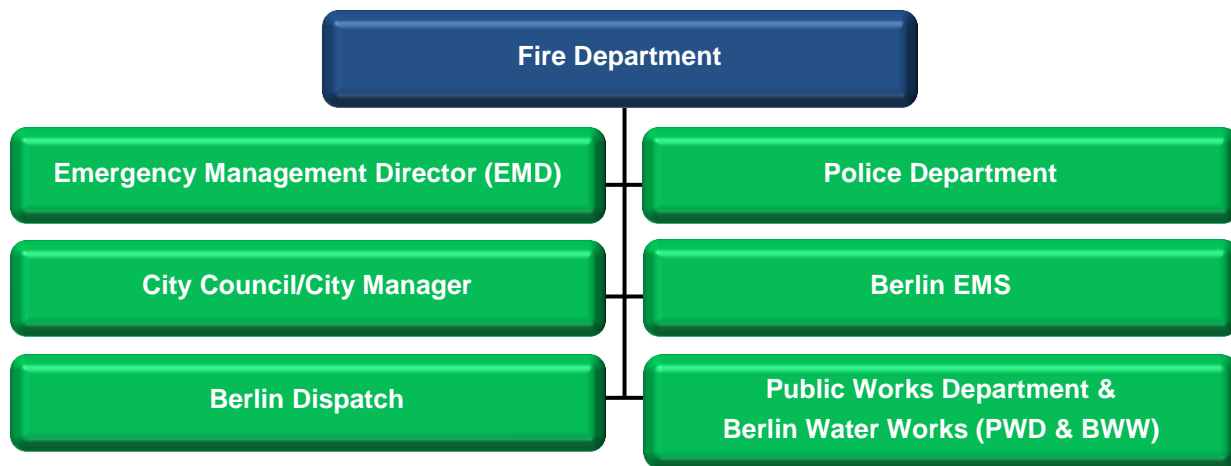 Fire Department
Emergency Management Director (EMD)
Police Department
City Council/City Manager
Berlin EMS
Berlin Dispatch
Public Works Department &
Berlin Water Works (PWD & BWW)